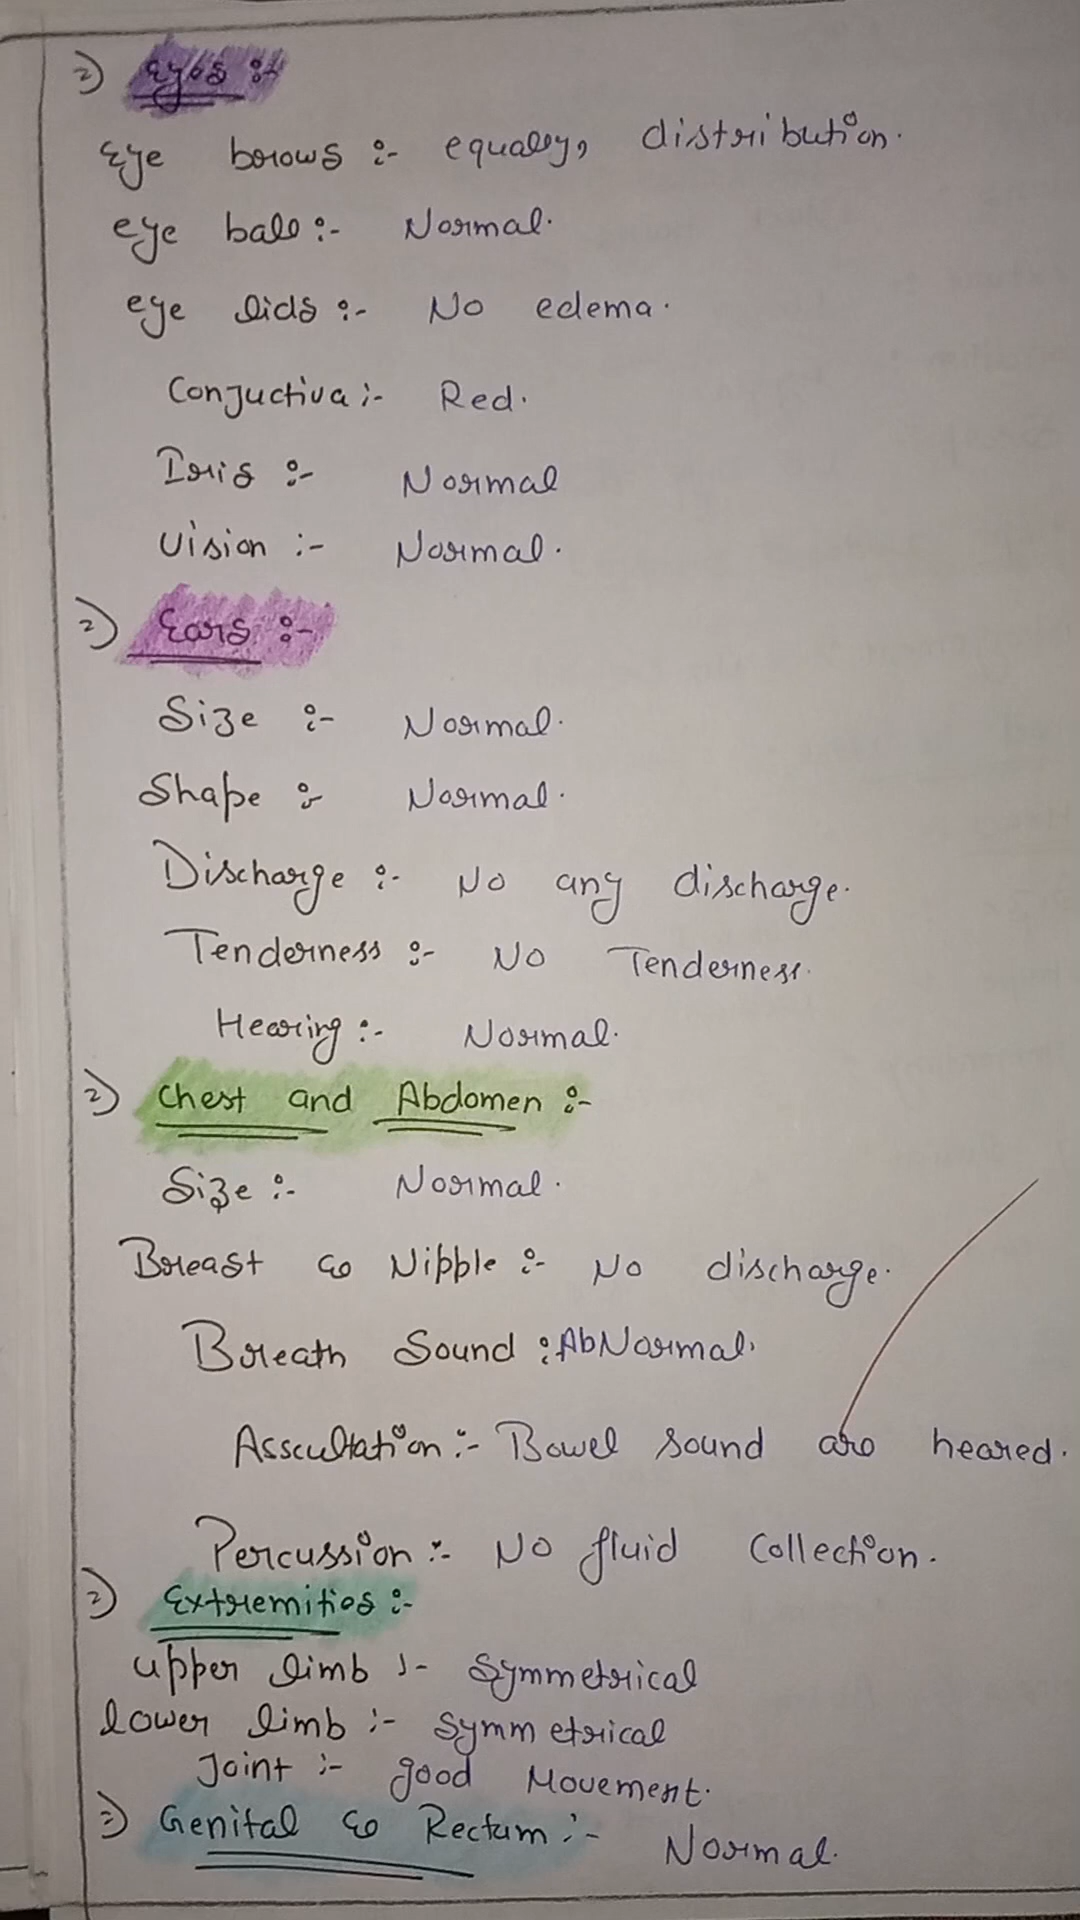 2) Eyes :-
Eye brows :- equaly, distribution.
eye ball :- Normal.
eye lids :- No edema.
Conjuctiva :- Red.
Iris :- Normal
Vision :- Normal.
2) Ears :-
Size :- Normal.
Shape :- Normal.
Discharge :- No any discharge.
Tenderness :- No Tenderness.
Hearing :- Normal.
2) Chest and Abdomen :-
Size :- Normal.
Breast & Nipple :- No discharge.
Breath Sound : AbNormal.
Asscultation :- Bowel sound are heared.
Percussion :- No fluid Collection.
2) Extremities :-
Upper limb :- Symmetrical
lower limb :- Symmetrical
Joint :- good Movement.
=) Genital & Rectum :- Normal.